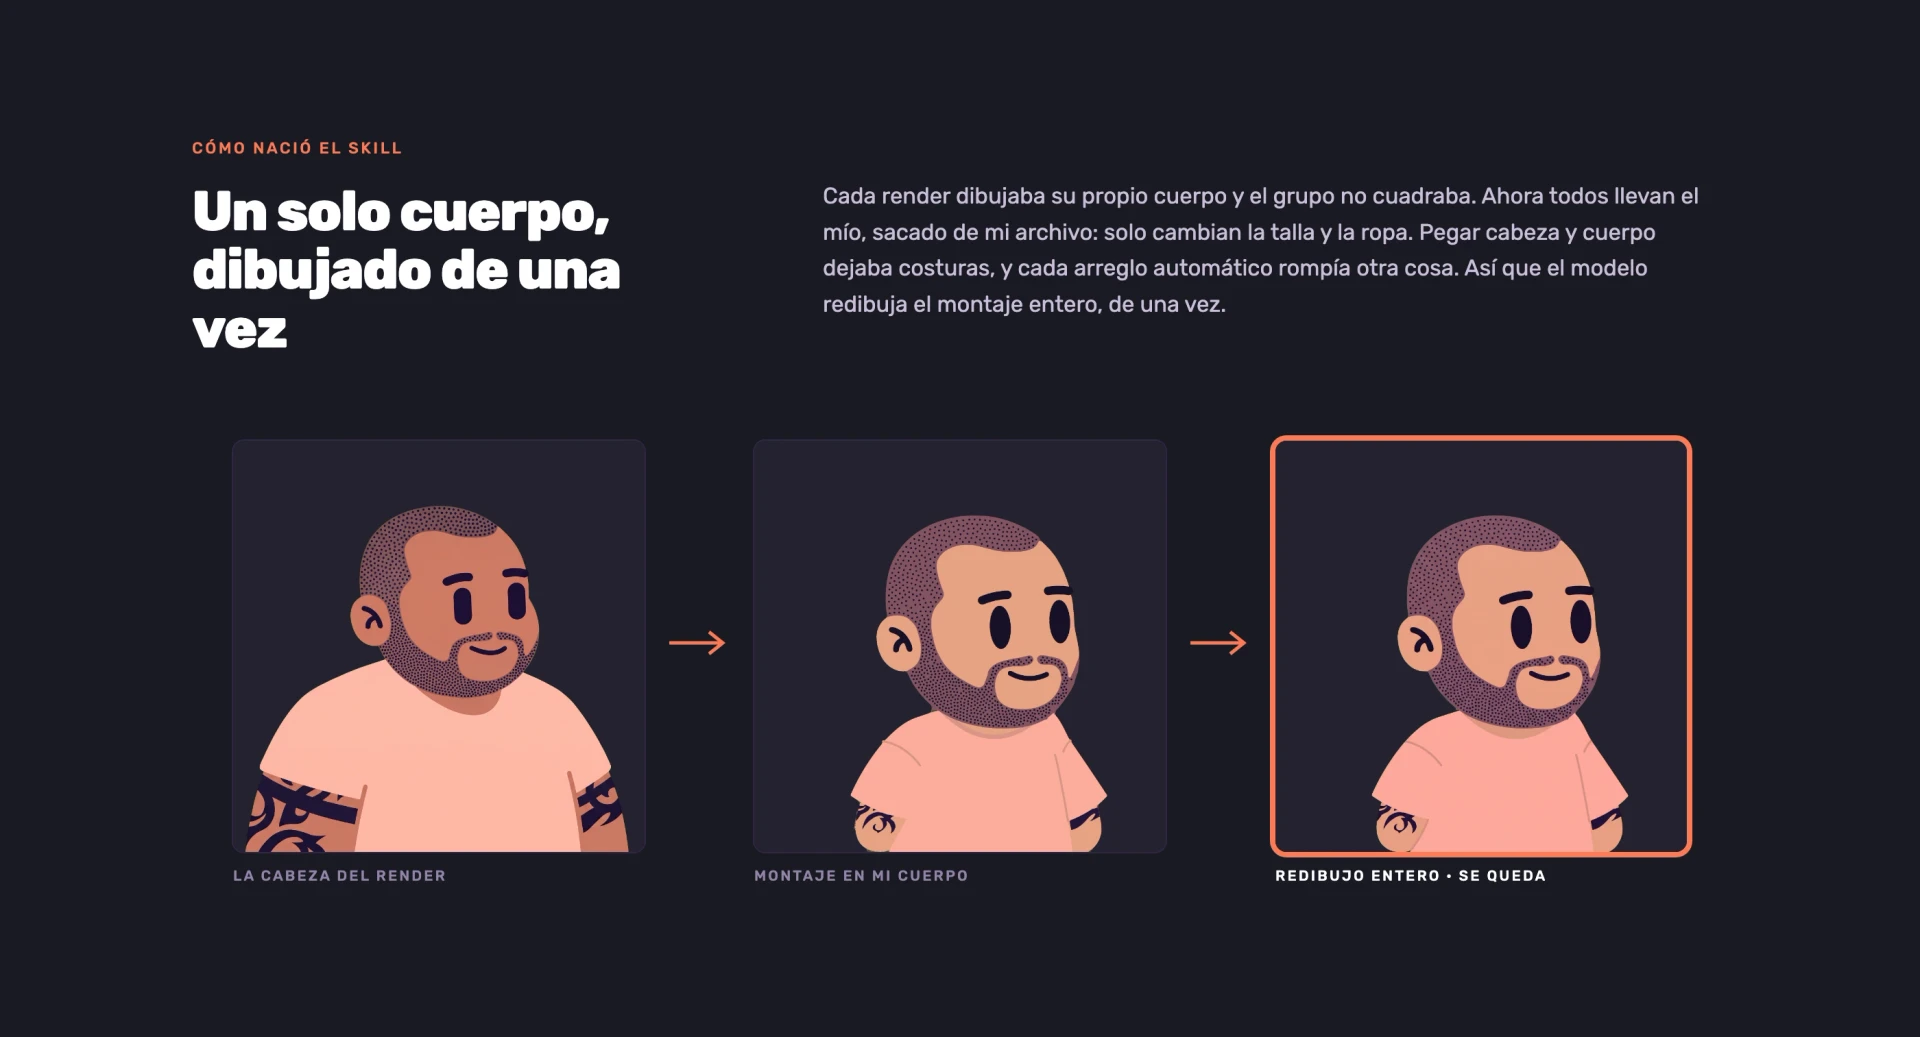 CÓMO NACIÓ EL SKILL
Un solo cuerpo,
dibujado de una
vez
Cada render dibujaba su propio cuerpo y el grupo no cuadraba. Ahora todos llevan el
mío, sacado de mi archivo: solo cambian la talla y la ropa. Pegar cabeza y cuerpo
dejaba costuras, y cada arreglo automático rompía otra cosa. Así que el modelo
redibuja el montaje entero, de una vez.
LA CABEZA DEL RENDER
MONTAJE EN MI CUERPO
REDIBUJO ENTERO • SE QUEDA